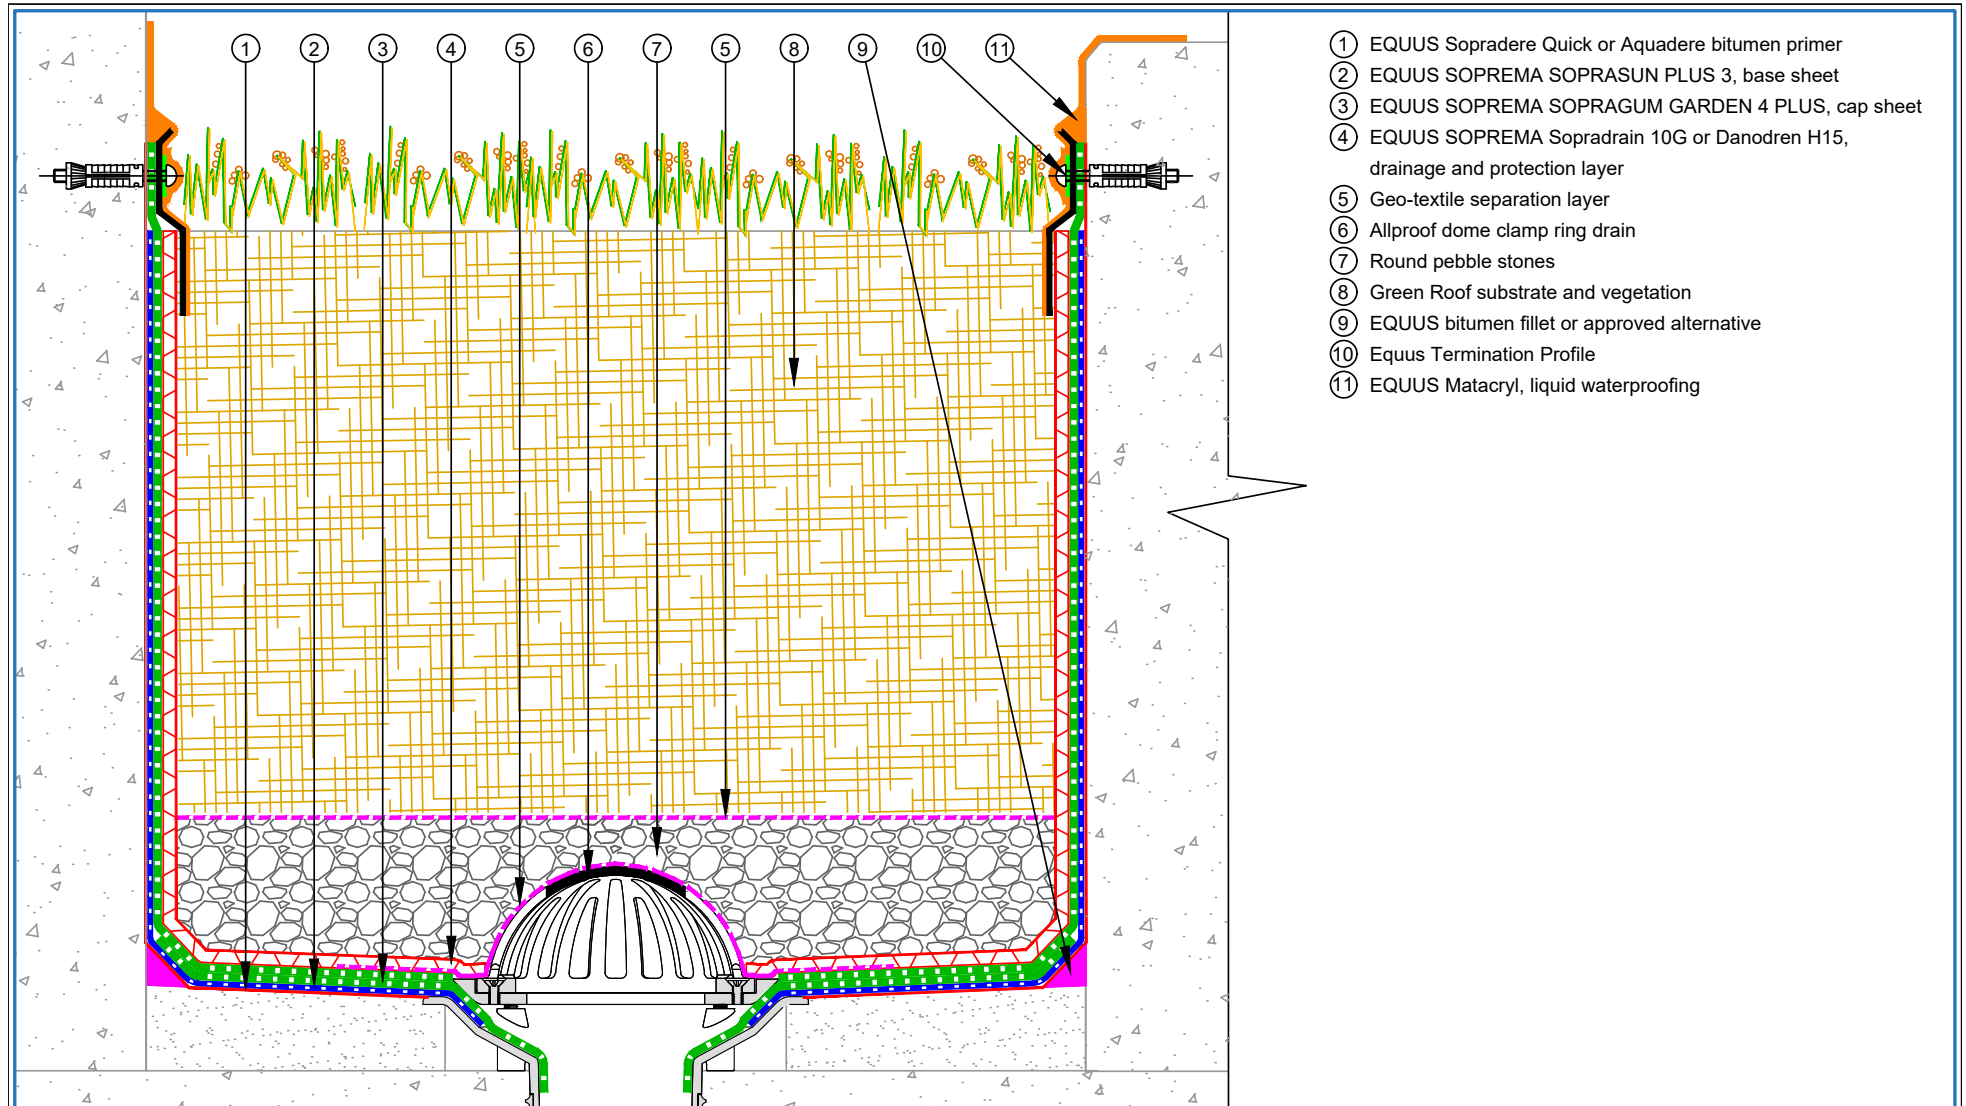 1 2 3 4 5 6 7 5 8 9 10 11
1 EQUUS Sopradere Quick or Aquadere bitumen primer
2 EQUUS SOPREMA SOPRASUN PLUS 3, base sheet
3 EQUUS SOPREMA SOPRAGUM GARDEN 4 PLUS, cap sheet
4 EQUUS SOPREMA Sopradrain 10G or Danodren H15,
drainage and protection layer
5 Geo-textile separation layer
6 Allproof dome clamp ring drain
7 Round pebble stones
8 Green Roof substrate and vegetation
9 EQUUS bitumen fillet or approved alternative
10 Equus Termination Profile
11 EQUUS Matacryl, liquid waterproofing